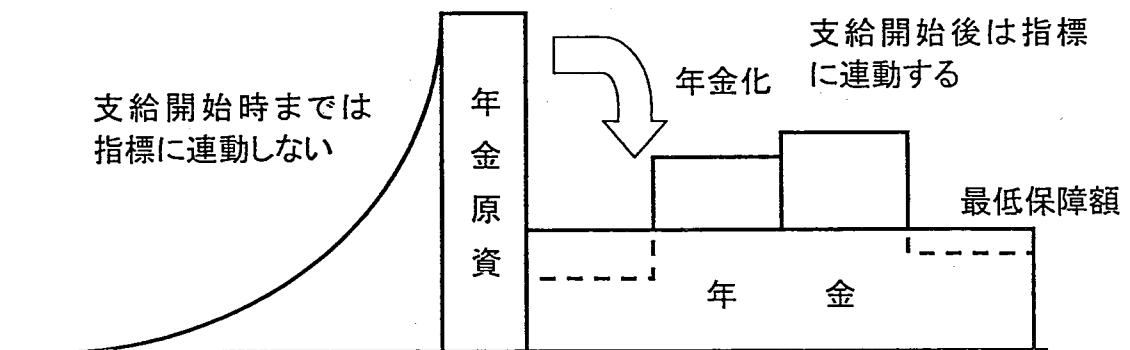 支給開始時までは
指標に連動しない
年金原資
年金化
支給開始後は指標
に連動する
最低保障額
年金